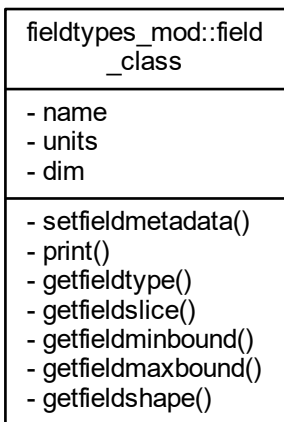 fieldtypes_mod::field
_class
- name
- units
- dim
- setfieldmetadata()
- print()
- getfieldtype()
- getfieldslice()
- getfieldminbound()
- getfieldmaxbound()
- getfieldshape()